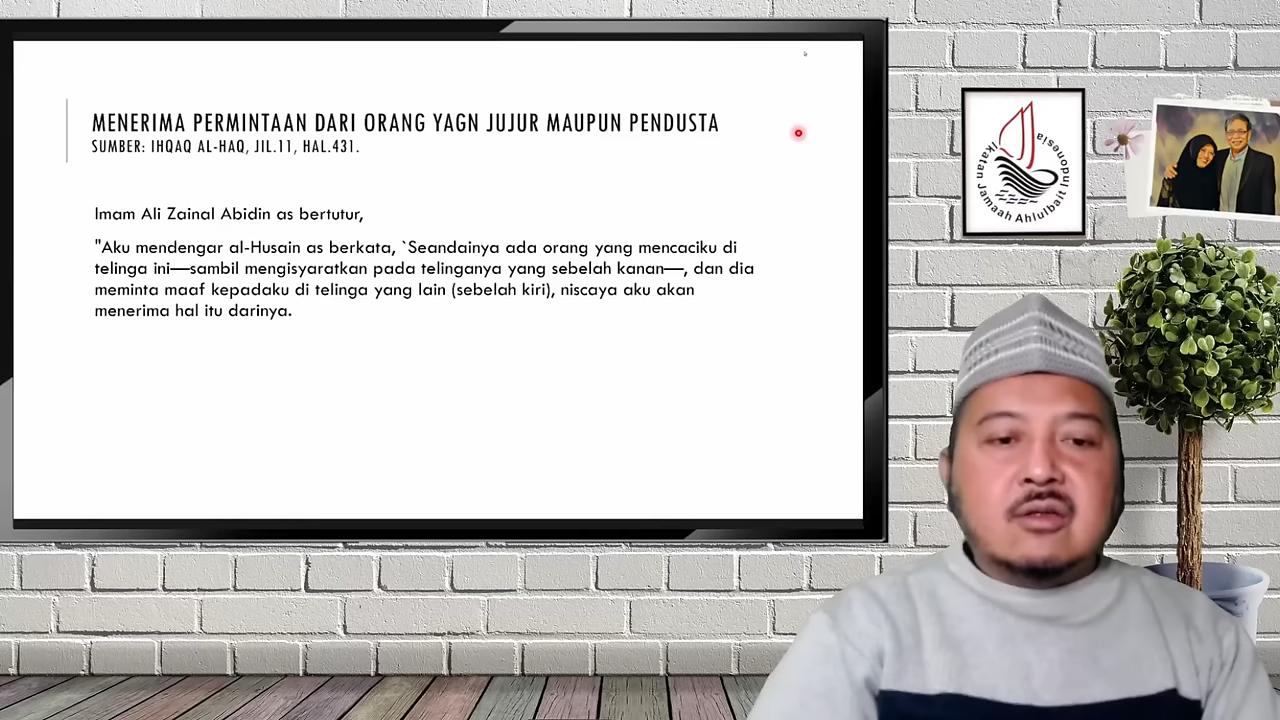 MENERIMA PERMINTAAN DARI ORANG YAGN JUJUR MAUPUN PENDUSTA
SUMBER: IHQAQ AL-HAQ, JIL.11, HAL.431.
Imam Ali Zainal Abidin as bertutur,
"Aku mendengar al-Husain as berkata, `Seandainya ada orang yang mencaciku di
telinga ini—sambil mengisyaratkan pada telinganya yang sebelah kanan—, dan dia
meminta maaf kepadaku di telinga yang lain (sebelah kiri), niscaya aku akan
menerima hal itu darinya.
Ikatan Jamaah Ahlulbait Indonesia